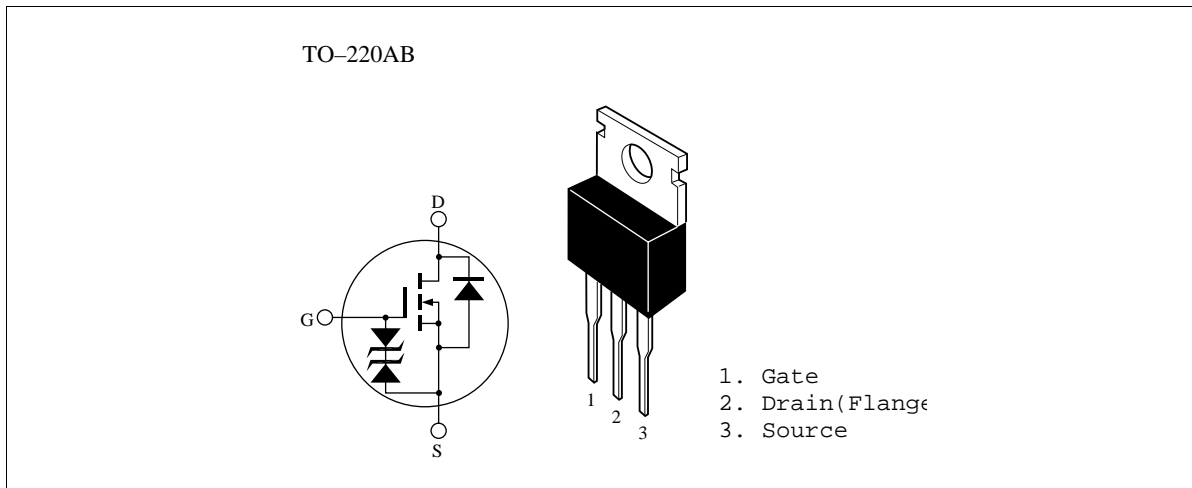 TO–220AB
D
G
S
1
2
3
1. Gate
2. Drain(Flange
3. Source